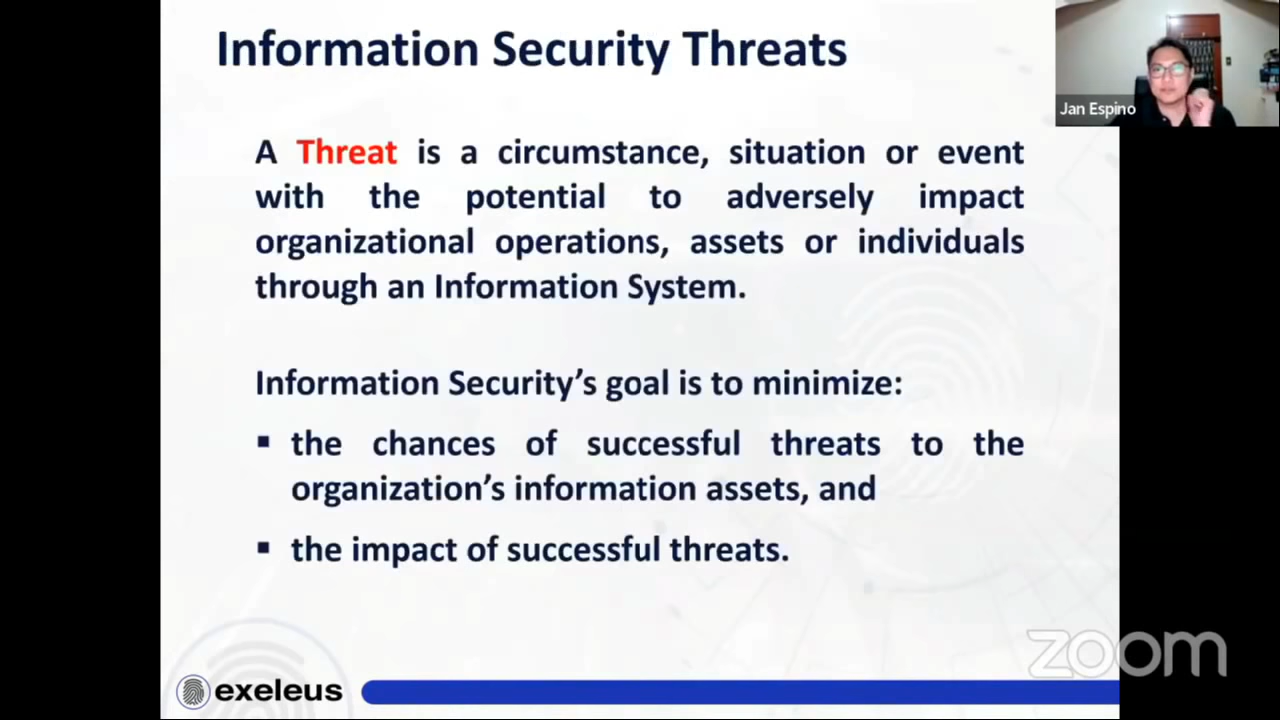 Information Security Threats
Jan Espino
A Threat is a circumstance, situation or event
with the potential to adversely impact
organizational operations, assets or individuals
through an Information System.
Information Security’s goal is to minimize:
▪ the chances of successful threats to the
organization’s information assets, and
▪ the impact of successful threats.
zoom
exeleus